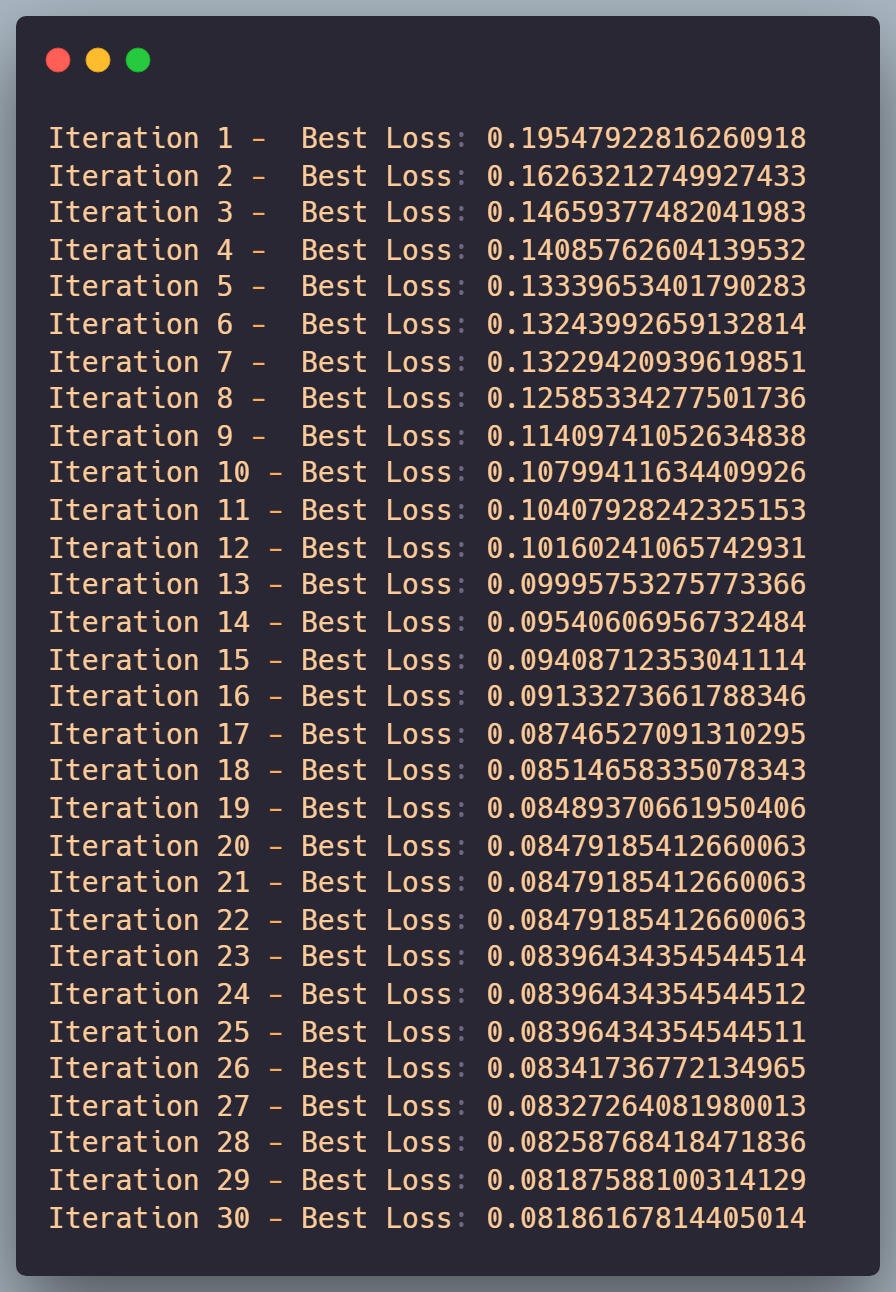 Iteration 1 -  Best Loss: 0.19547922816260918
Iteration 2 -  Best Loss: 0.16263212749927433
Iteration 3 -  Best Loss: 0.14659377482041983
Iteration 4 -  Best Loss: 0.14085762604139532
Iteration 5 -  Best Loss: 0.13339653401790283
Iteration 6 -  Best Loss: 0.13243992659132814
Iteration 7 -  Best Loss: 0.13229420939619851
Iteration 8 -  Best Loss: 0.12585334277501736
Iteration 9 -  Best Loss: 0.11409741052634838
Iteration 10 - Best Loss: 0.10799411634409926
Iteration 11 - Best Loss: 0.10407928242325153
Iteration 12 - Best Loss: 0.10160241065742931
Iteration 13 - Best Loss: 0.09995753275773366
Iteration 14 - Best Loss: 0.09540606956732484
Iteration 15 - Best Loss: 0.09408712353041114
Iteration 16 - Best Loss: 0.09133273661788346
Iteration 17 - Best Loss: 0.08746527091310295
Iteration 18 - Best Loss: 0.08514658335078343
Iteration 19 - Best Loss: 0.08489370661950406
Iteration 20 - Best Loss: 0.08479185412660063
Iteration 21 - Best Loss: 0.08479185412660063
Iteration 22 - Best Loss: 0.08479185412660063
Iteration 23 - Best Loss: 0.08396434354544514
Iteration 24 - Best Loss: 0.08396434354544512
Iteration 25 - Best Loss: 0.08396434354544511
Iteration 26 - Best Loss: 0.08341736772134965
Iteration 27 - Best Loss: 0.08327264081980013
Iteration 28 - Best Loss: 0.08258768418471836
Iteration 29 - Best Loss: 0.08187588100314129
Iteration 30 - Best Loss: 0.08186167814405014